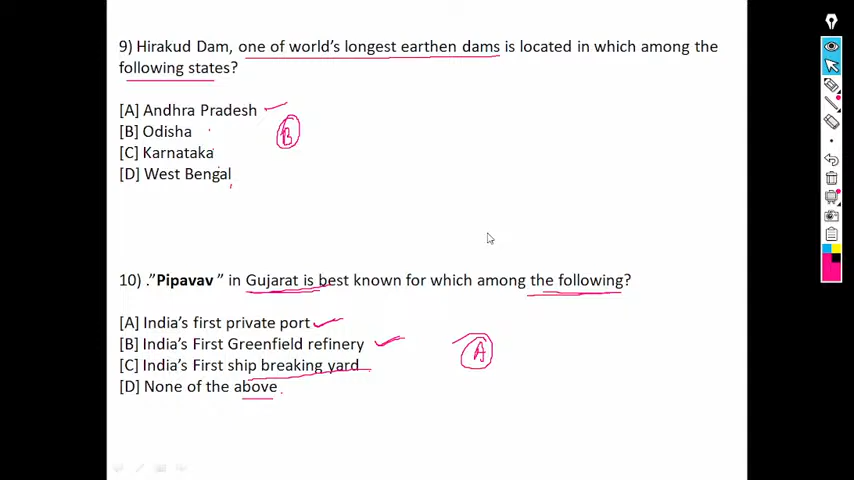 9) Hirakud Dam, one of world's longest earthen dams is located in which among the
following states?
[A] Andhra Pradesh
[B] Odisha
B
[C] Karnataka
[D] West Bengal
10) .”Pipavav ” in Gujarat is best known for which among the following?
[A] India's first private port
[B] India's First Greenfield refinery
A
[C] India's First ship breaking yard
[D] None of the above